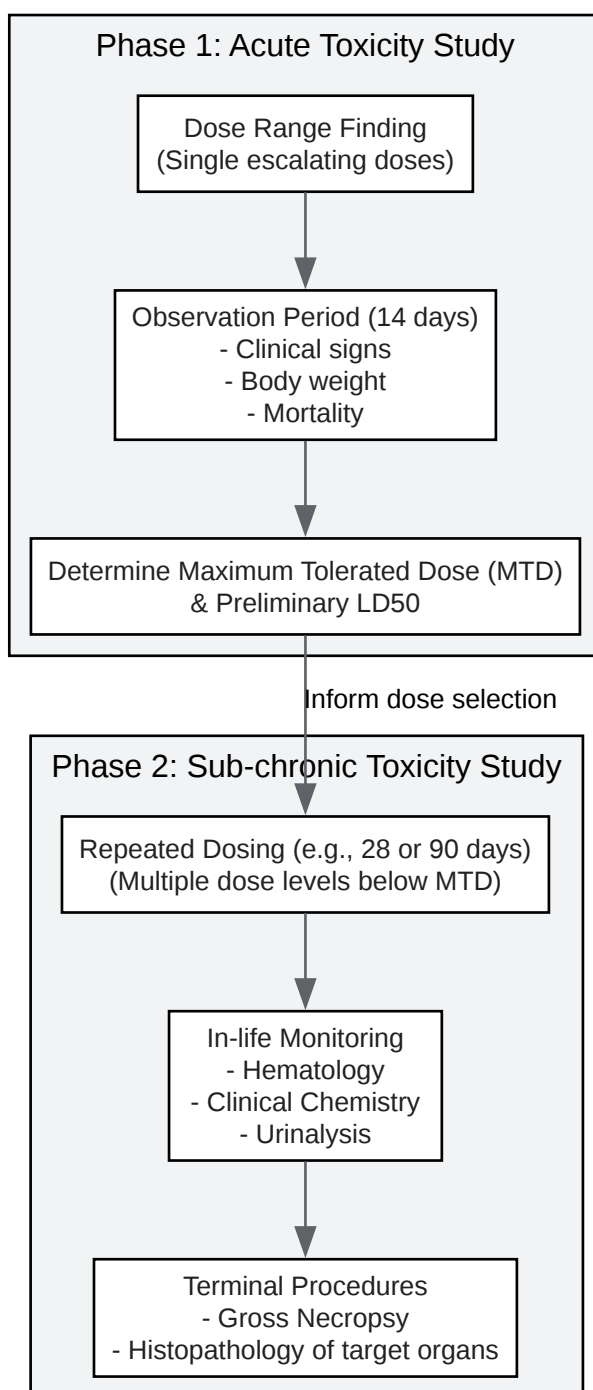 Phase 1: Acute Toxicity Study
Dose Range Finding
(Single escalating doses)
Observation Period (14 days)
- Clinical signs
- Body weight
- Mortality
Determine Maximum Tolerated Dose (MTD)
& Preliminary LD50
Inform dose selection
Phase 2: Sub-chronic Toxicity Study
Repeated Dosing (e.g., 28 or 90 days)
(Multiple dose levels below MTD)
In-life Monitoring
- Hematology
- Clinical Chemistry
- Urinalysis
Terminal Procedures
- Gross Necropsy
- Histopathology of target organs